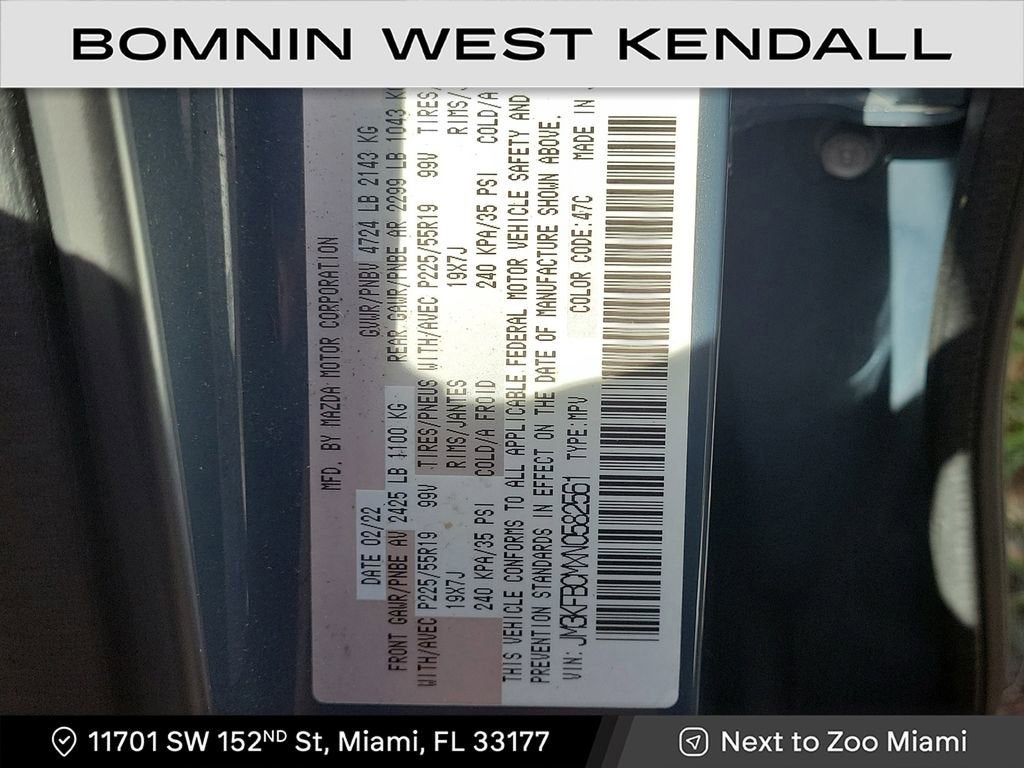 BOMNIN WEST KENDALL
MFD. BY MAZDA MOTOR CORPORATION
DATE 02/22 GVWR/PNBV 4724 LB 2143 KG
FRONT GAWR/PNBE AV 2425 LB 1100 KG REAR GAWR/PNBE AR 2299 LB 1043 KG
WITH/AVEC P225/55R19 99V TIRES/PNEUS WITH/AVEC P225/55R19 99V TIRES/
19X7J RIMS/JANTES 19X7J RIMS/
240 KPA/35 PSI COLD/A FROID 240 KPA/35 PSI COLD/A
THIS VEHICLE CONFORMS TO ALL APPLICABLE FEDERAL MOTOR VEHICLE SAFETY AND
PREVENTION STANDARDS IN EFFECT ON THE DATE OF MANUFACTURE SHOWN ABOVE.
VIN: JM3KFBCMXN0582561 TYPE:MPV COLOR CODE:47C MADE IN
11701 SW 152ND St, Miami, FL 33177
Next to Zoo Miami